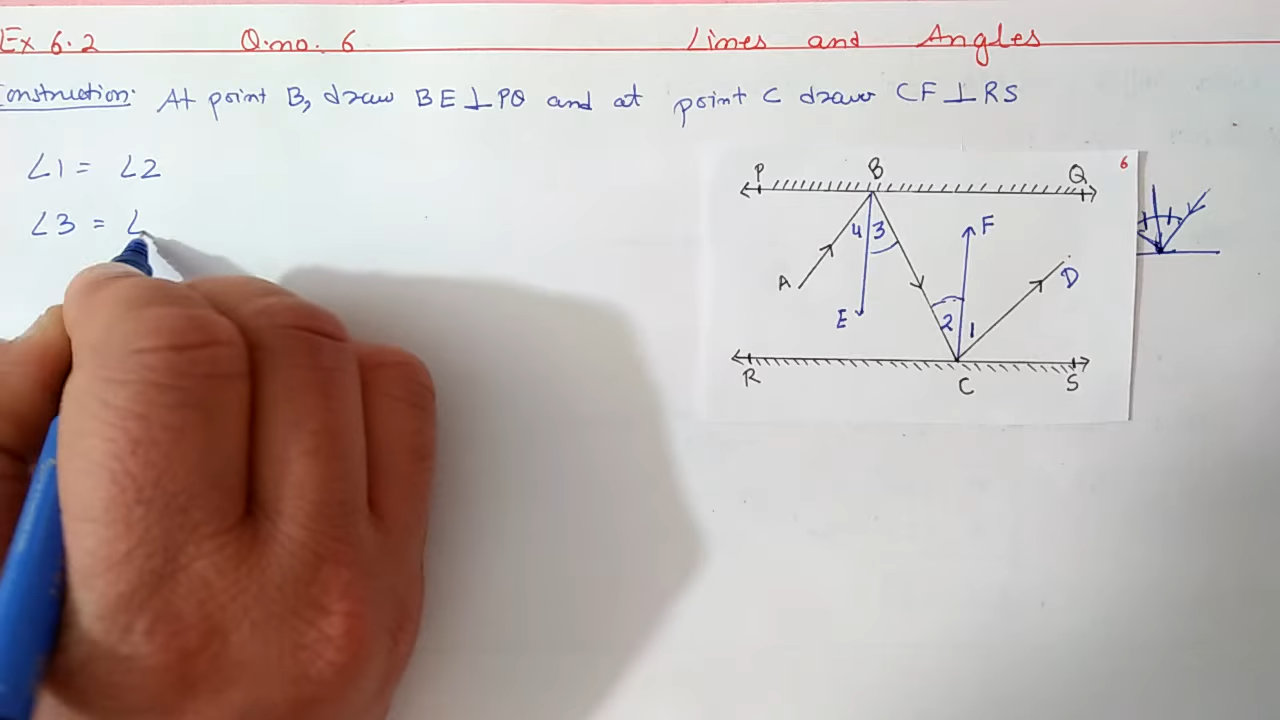 Ex 6.2 Q.no. 6 Lines and Angles
Construction: At point B, draw BE⊥PQ and at point C draw CF⊥RS
∠1 = ∠2
∠3 = ∠
6
P B Q
4 3 F
A D
E 2 1
R C S